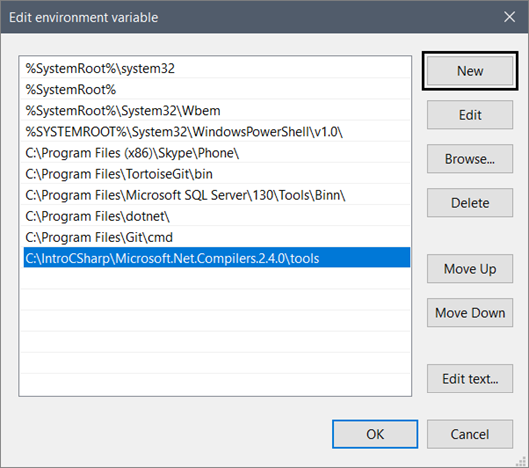 Edit environment variable
%SystemRoot%\system32
%SystemRoot%
%SystemRoot%\System32\Wbem
%SYSTEMROOT%\System32\WindowsPowerShell\v1.0\
C:\Program Files (x86)\Skype\Phone\
C:\Program Files\TortoiseGit\bin
C:\Program Files\Microsoft SQL Server\130\Tools\Binn\
C:\Program Files\dotnet\
C:\Program Files\Git\cmd
C:\IntroCSharp\Microsoft.Net.Compilers.2.4.0\tools
New
Edit
Browse...
Delete
Move Up
Move Down
Edit text...
OK
Cancel